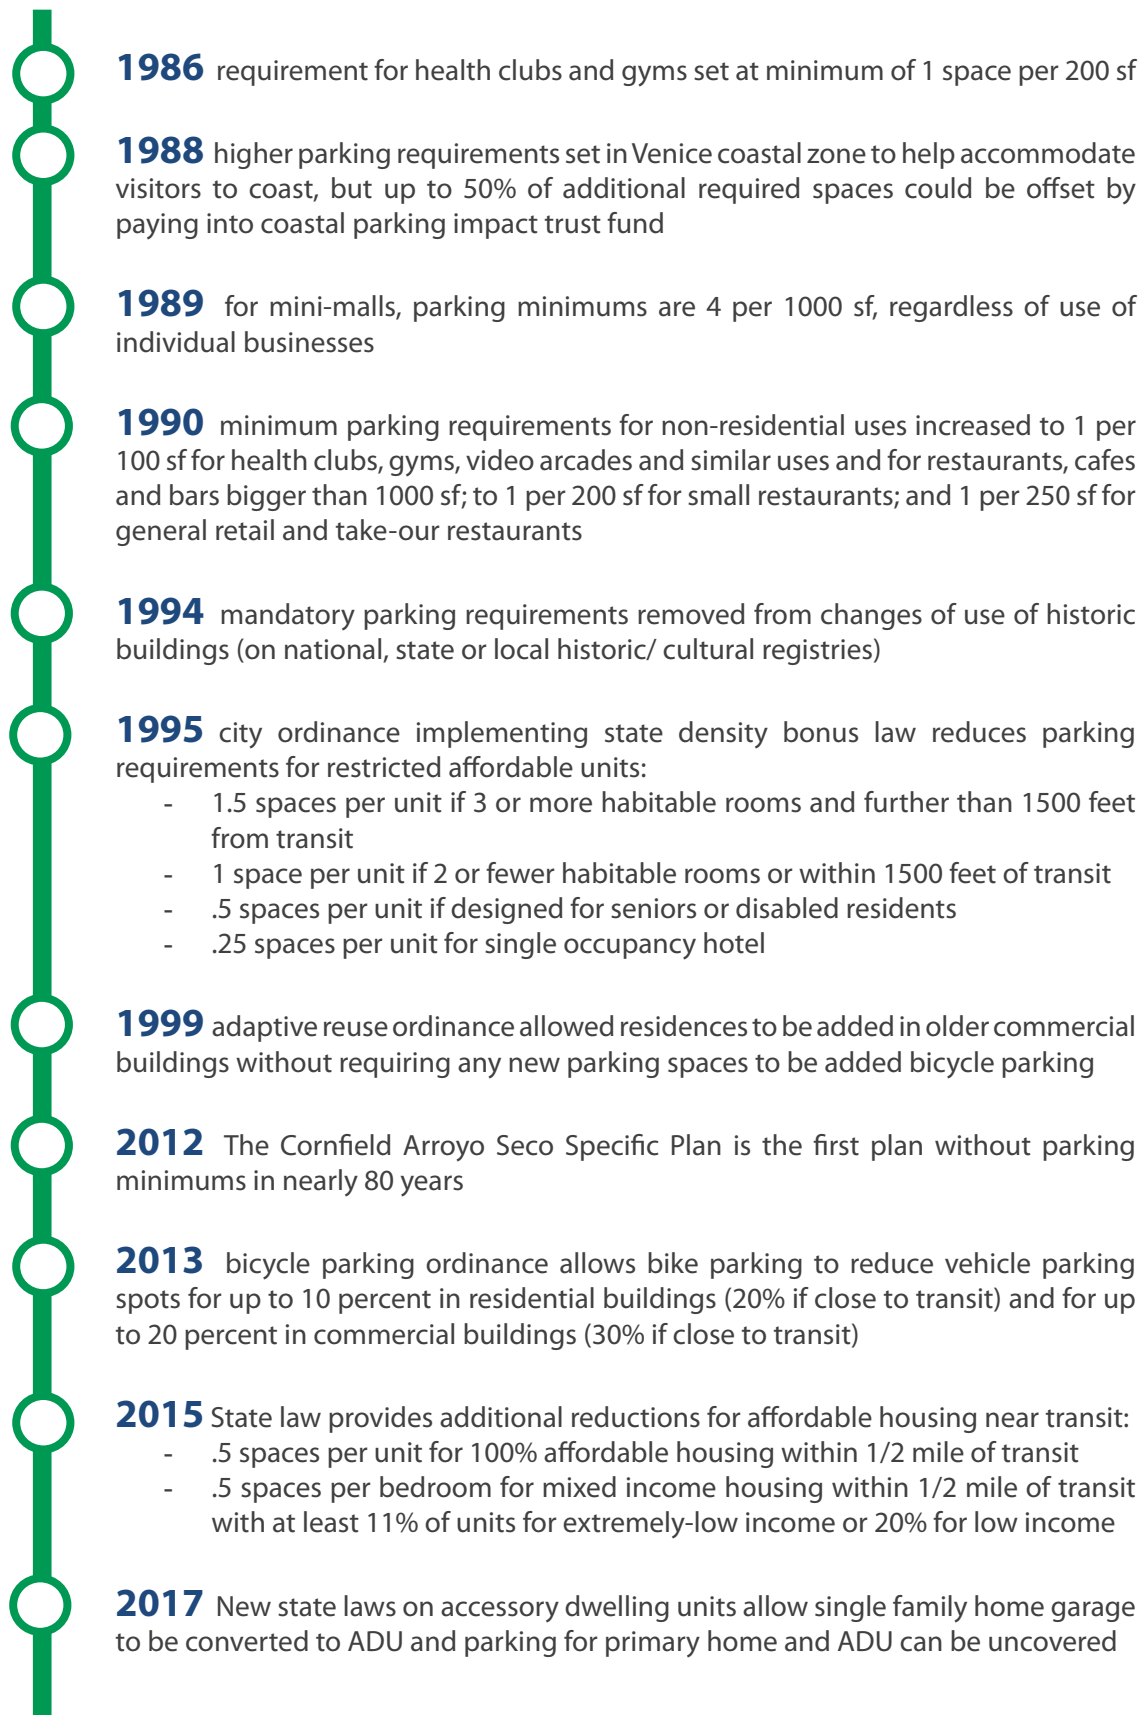 1986 requirement for health clubs and gyms set at minimum of 1 space per 200 sf
1988 higher parking requirements set in Venice coastal zone to help accommodate
visitors to coast, but up to 50% of additional required spaces could be offset by
paying into coastal parking impact trust fund
1989 for mini-malls, parking minimums are 4 per 1000 sf, regardless of use of
individual businesses
1990 minimum parking requirements for non-residential uses increased to 1 per
100 sf for health clubs, gyms, video arcades and similar uses and for restaurants, cafes
and bars bigger than 1000 sf; to 1 per 200 sf for small restaurants; and 1 per 250 sf for
general retail and take-our restaurants
1994 mandatory parking requirements removed from changes of use of historic
buildings (on national, state or local historic/ cultural registries)
1995 city ordinance implementing state density bonus law reduces parking
requirements for restricted affordable units:
- 1.5 spaces per unit if 3 or more habitable rooms and further than 1500 feet
from transit
- 1 space per unit if 2 or fewer habitable rooms or within 1500 feet of transit
- .5 spaces per unit if designed for seniors or disabled residents
- .25 spaces per unit for single occupancy hotel
1999 adaptive reuse ordinance allowed residences to be added in older commercial
buildings without requiring any new parking spaces to be added bicycle parking
2012 The Cornfield Arroyo Seco Specific Plan is the first plan without parking
minimums in nearly 80 years
2013 bicycle parking ordinance allows bike parking to reduce vehicle parking
spots for up to 10 percent in residential buildings (20% if close to transit) and for up
to 20 percent in commercial buildings (30% if close to transit)
2015 State law provides additional reductions for affordable housing near transit:
- .5 spaces per unit for 100% affordable housing within 1/2 mile of transit
- .5 spaces per bedroom for mixed income housing within 1/2 mile of transit
with at least 11% of units for extremely-low income or 20% for low income
2017 New state laws on accessory dwelling units allow single family home garage
to be converted to ADU and parking for primary home and ADU can be uncovered